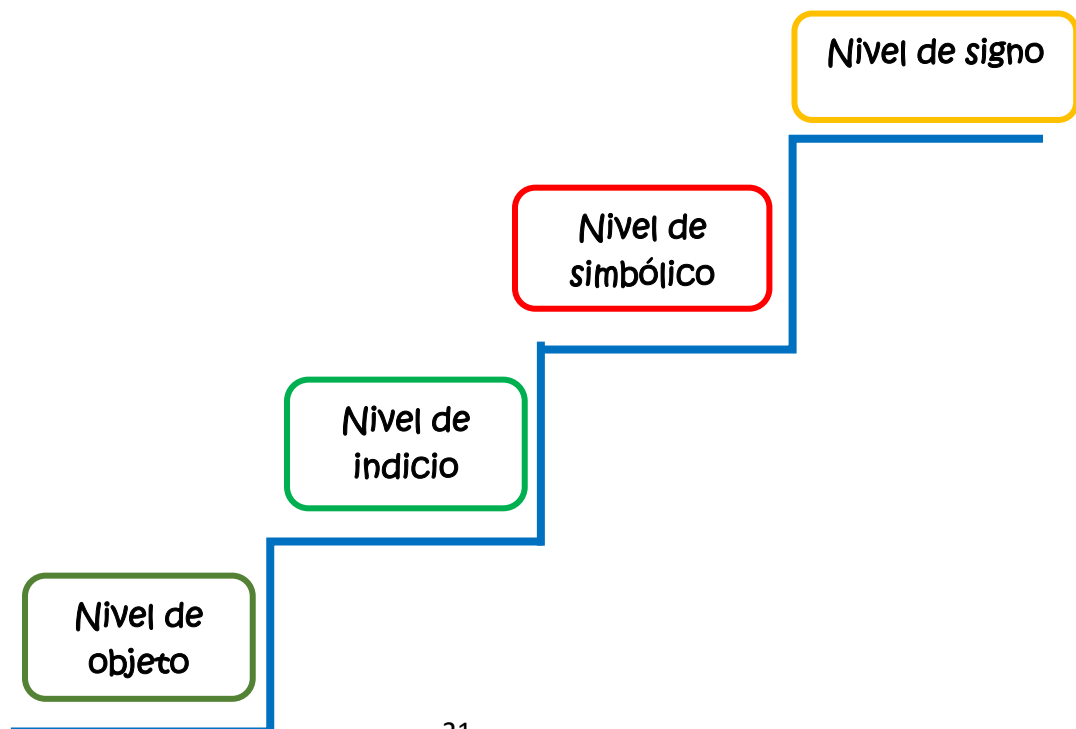 Nivel de signo
Nivel de
simbólico
Nivel de
indicio
Nivel de
objeto